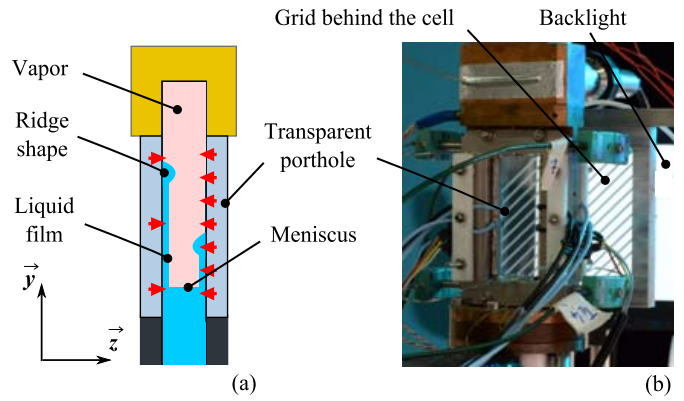 Grid behind the cell
Backlight
Vapor
Ridge
shape
Transparent
porthole
Liquid
film
Meniscus
y
z
(a)
(b)